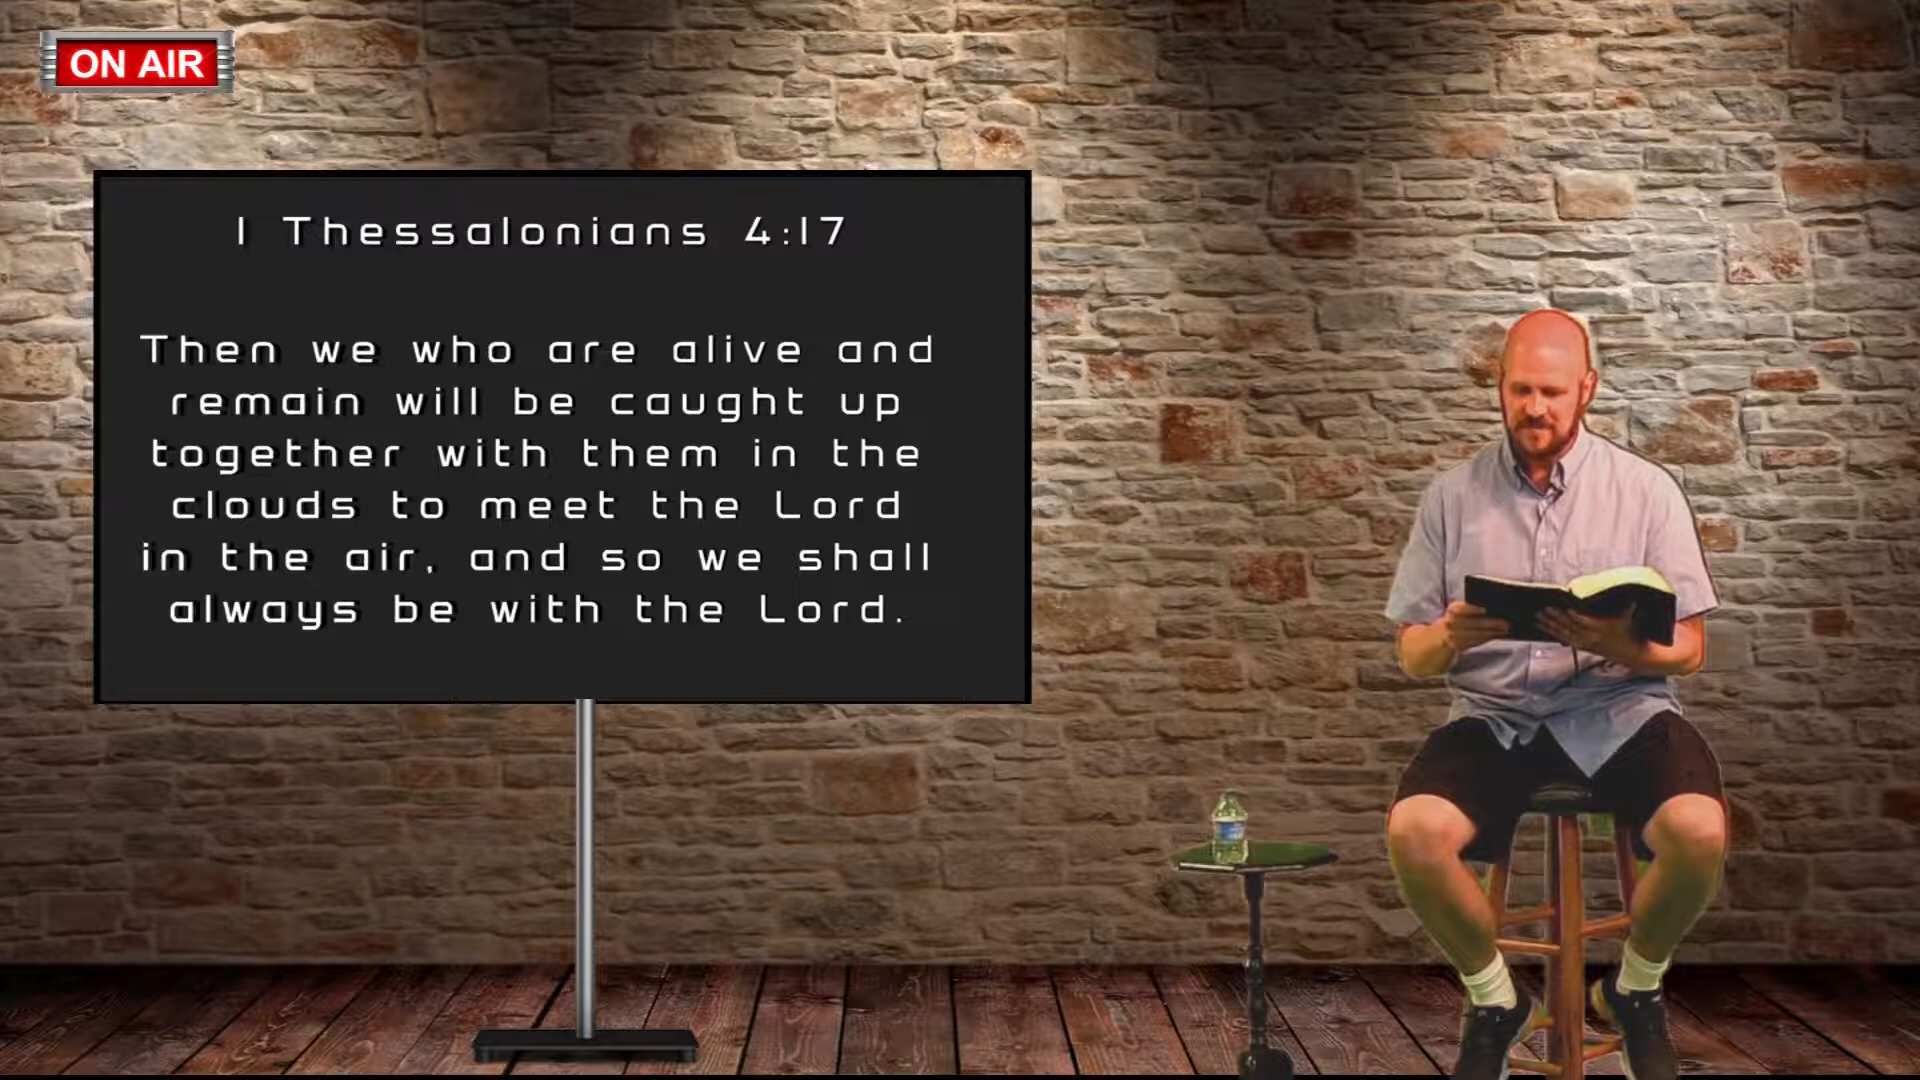 ON AIR
1 Thessalonians 4:17
Then we who are alive and
remain will be caught up
together with them in the
clouds to meet the Lord
in the air, and so we shall
always be with the Lord.